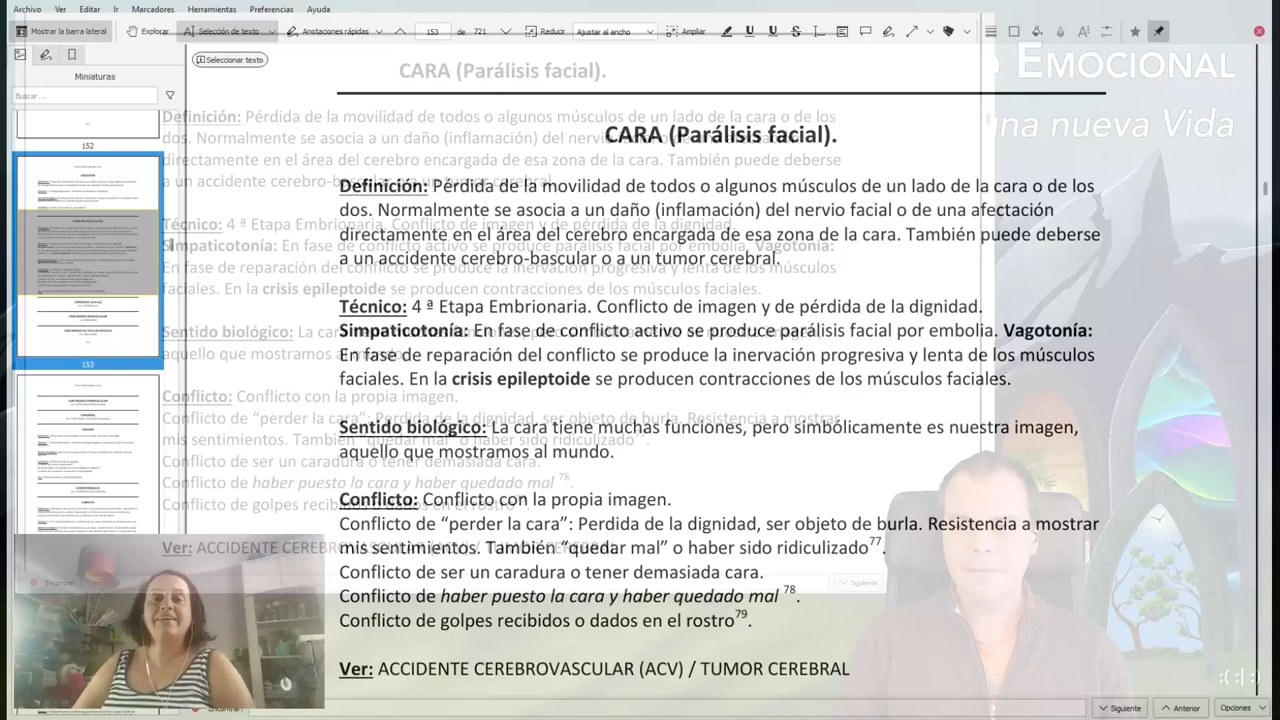 Archivo Ver Editar Ir Marcadores Herramientas Preferencias Ayuda
Mostrar la barra lateral Explorar Selección de texto Anotaciones rápidas 153 de 721 Reducir Ajustar al ancho Ampliar
Seleccionar texto
Miniaturas
Buscar...
152
153
CARA (Parálisis facial).
EMOCIONAL
una nueva Vida
CARA (Parálisis facial).
Definición: Pérdida de la movilidad de todos o algunos músculos de un lado de la cara o de los
dos. Normalmente se asocia a un daño (inflamación) del nervio facial o de una afectación
directamente en el área del cerebro encargada de esa zona de la cara. También puede deberse
a un accidente cerebro-bascular o a un tumor cerebral.
Técnico: 4 ª Etapa Embrionaria. Conflicto de imagen y de pérdida de la dignidad.
Simpaticotonía: En fase de conflicto activo se produce parálisis facial por embolia. Vagotonía:
En fase de reparación del conflicto se produce la inervación progresiva y lenta de los músculos
faciales. En la crisis epileptoide se producen contracciones de los músculos faciales.
Sentido biológico: La cara tiene muchas funciones, pero simbólicamente es nuestra imagen,
aquello que mostramos al mundo.
Conflicto: Conflicto con la propia imagen.
Conflicto de “perder la cara”: Perdida de la dignidad, ser objeto de burla. Resistencia a mostrar
mis sentimientos. También “quedar mal” o haber sido ridiculizado77.
Conflicto de ser un caradura o tener demasiada cara.
Conflicto de haber puesto la cara y haber quedado mal 78.
Conflicto de golpes recibidos o dados en el rostro79.
Ver: ACCIDENTE CEREBROVASCULAR (ACV) / TUMOR CEREBRAL
Siguiente
Encontrar: Siguiente Anterior Opciones